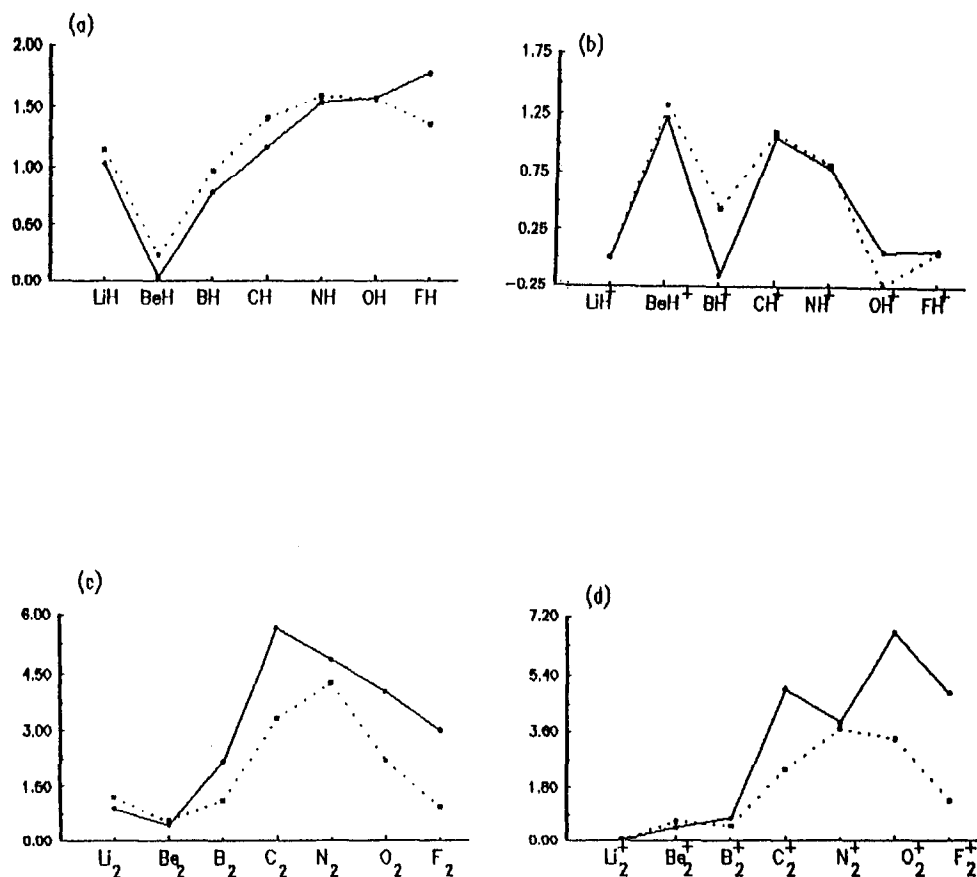 (a)
2.00
1.50
1.00
0.50
0.00
LiH BeH BH CH NH OH FH
(b)
1.75
1.25
0.75
0.25
−0.25
LiH+ BeH+ BH+ CH+ NH+ OH+ FH+
(c)
6.00
4.50
3.00
1.50
0.00
Li2 Be2 B2 C2 N2 O2 F2
(d)
7.20
5.40
3.60
1.80
0.00
Li2+ Be2+ B2+ C2+ N2+ O2+ F2+